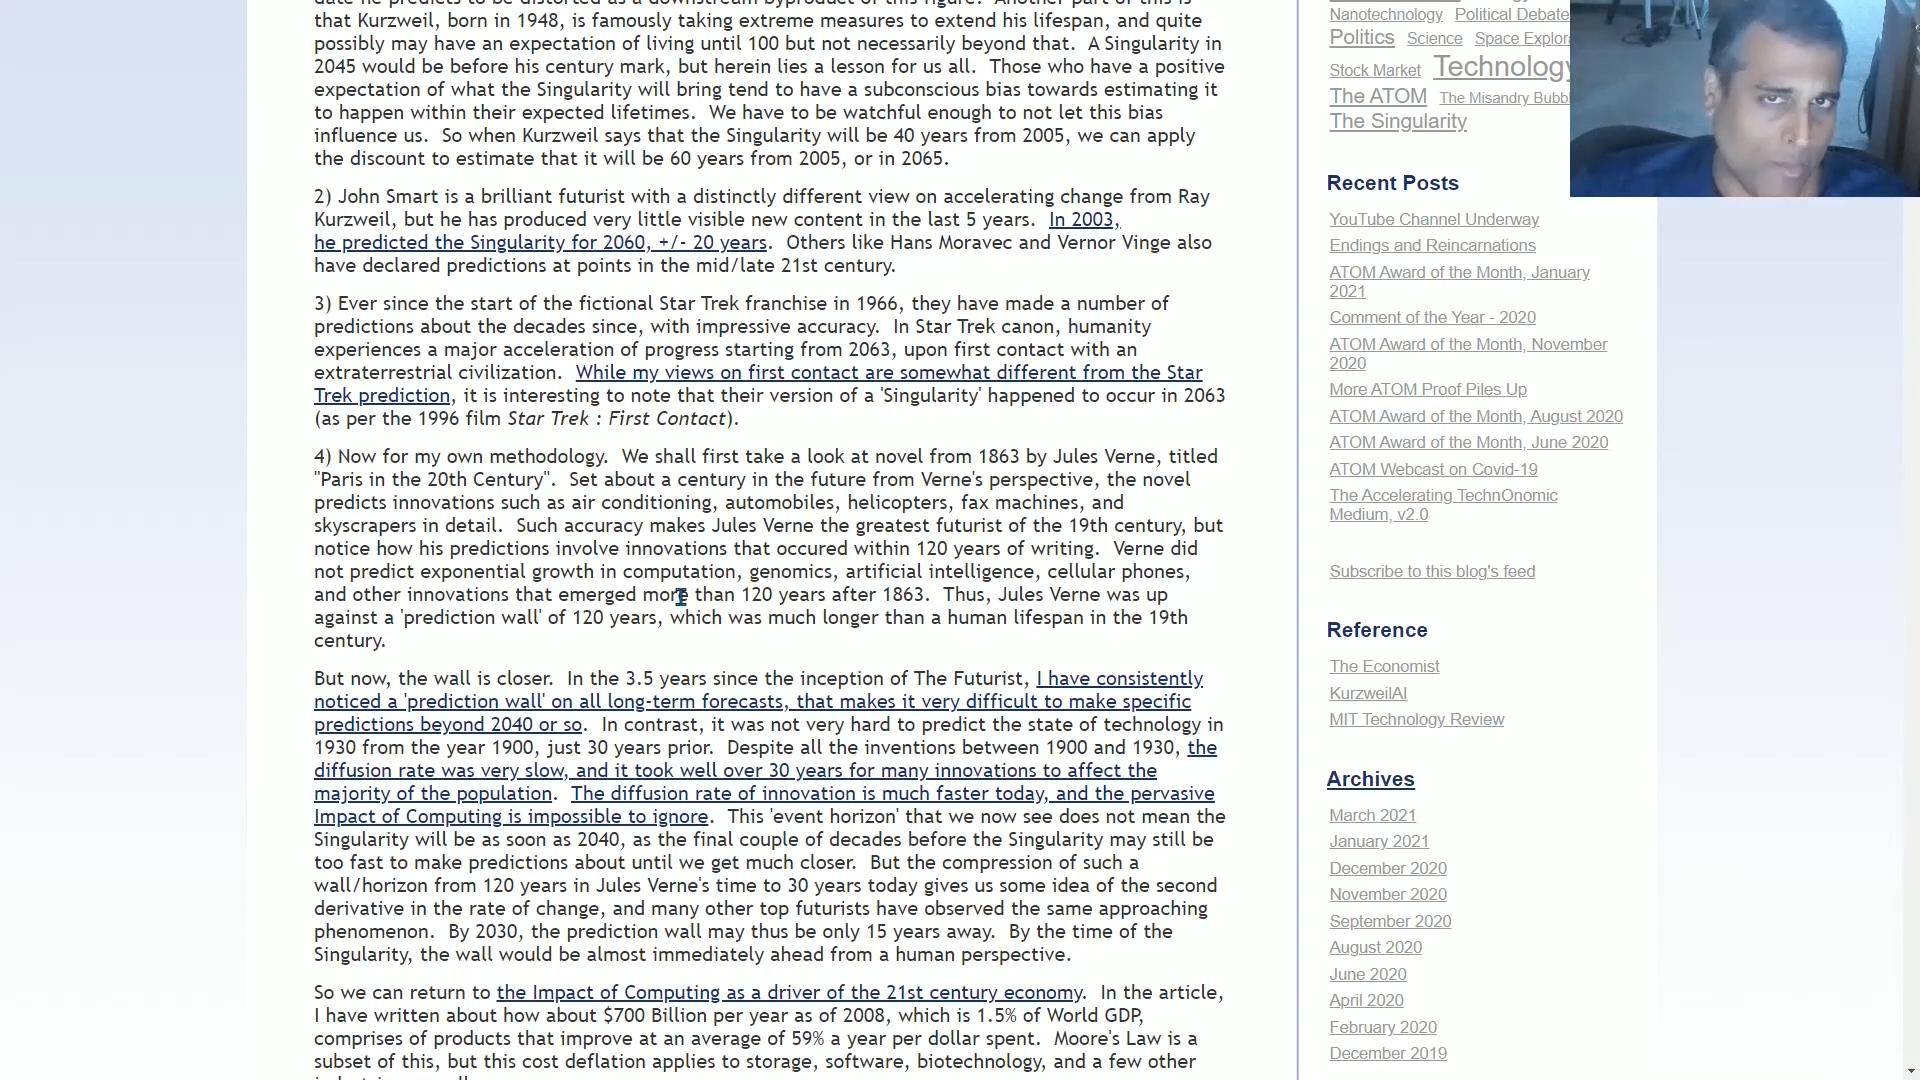 date he predicts to be distorted as a downstream byproduct of this figure.  Another part of this is
that Kurzweil, born in 1948, is famously taking extreme measures to extend his lifespan, and quite
possibly may have an expectation of living until 100 but not necessarily beyond that.  A Singularity in
2045 would be before his century mark, but herein lies a lesson for us all.  Those who have a positive
expectation of what the Singularity will bring tend to have a subconscious bias towards estimating it
to happen within their expected lifetimes.  We have to be watchful enough to not let this bias
influence us.  So when Kurzweil says that the Singularity will be 40 years from 2005, we can apply
the discount to estimate that it will be 60 years from 2005, or in 2065.
2) John Smart is a brilliant futurist with a distinctly different view on accelerating change from Ray
Kurzweil, but he has produced very little visible new content in the last 5 years.  In 2003,
he predicted the Singularity for 2060, +/- 20 years.  Others like Hans Moravec and Vernor Vinge also
have declared predictions at points in the mid/late 21st century.
3) Ever since the start of the fictional Star Trek franchise in 1966, they have made a number of
predictions about the decades since, with impressive accuracy.  In Star Trek canon, humanity
experiences a major acceleration of progress starting from 2063, upon first contact with an
extraterrestrial civilization.  While my views on first contact are somewhat different from the Star
Trek prediction, it is interesting to note that their version of a 'Singularity' happened to occur in 2063
(as per the 1996 film Star Trek : First Contact).
4) Now for my own methodology.  We shall first take a look at novel from 1863 by Jules Verne, titled
"Paris in the 20th Century".  Set about a century in the future from Verne's perspective, the novel
predicts innovations such as air conditioning, automobiles, helicopters, fax machines, and
skyscrapers in detail.  Such accuracy makes Jules Verne the greatest futurist of the 19th century, but
notice how his predictions involve innovations that occured within 120 years of writing.  Verne did
not predict exponential growth in computation, genomics, artificial intelligence, cellular phones,
and other innovations that emerged more than 120 years after 1863.  Thus, Jules Verne was up
against a 'prediction wall' of 120 years, which was much longer than a human lifespan in the 19th
century.
But now, the wall is closer.  In the 3.5 years since the inception of The Futurist, I have consistently
noticed a 'prediction wall' on all long-term forecasts, that makes it very difficult to make specific
predictions beyond 2040 or so.  In contrast, it was not very hard to predict the state of technology in
1930 from the year 1900, just 30 years prior.  Despite all the inventions between 1900 and 1930, the
diffusion rate was very slow, and it took well over 30 years for many innovations to affect the
majority of the population.  The diffusion rate of innovation is much faster today, and the pervasive
Impact of Computing is impossible to ignore.  This 'event horizon' that we now see does not mean the
Singularity will be as soon as 2040, as the final couple of decades before the Singularity may still be
too fast to make predictions about until we get much closer.  But the compression of such a
wall/horizon from 120 years in Jules Verne's time to 30 years today gives us some idea of the second
derivative in the rate of change, and many other top futurists have observed the same approaching
phenomenon.  By 2030, the prediction wall may thus be only 15 years away.  By the time of the
Singularity, the wall would be almost immediately ahead from a human perspective.
So we can return to the Impact of Computing as a driver of the 21st century economy.  In the article,
I have written about how about $700 Billion per year as of 2008, which is 1.5% of World GDP,
comprises of products that improve at an average of 59% a year per dollar spent.  Moore's Law is a
subset of this, but this cost deflation applies to storage, software, biotechnology, and a few other
Nanotechnology Political Debate
Politics Science Space Explora
Stock Market Technology
The ATOM The Misandry Bubbl
The Singularity
Recent Posts
YouTube Channel Underway
Endings and Reincarnations
ATOM Award of the Month, January
2021
Comment of the Year - 2020
ATOM Award of the Month, November
2020
More ATOM Proof Piles Up
ATOM Award of the Month, August 2020
ATOM Award of the Month, June 2020
ATOM Webcast on Covid-19
The Accelerating TechnOnomic
Medium, v2.0
Subscribe to this blog's feed
Reference
The Economist
KurzweilAI
MIT Technology Review
Archives
March 2021
January 2021
December 2020
November 2020
September 2020
August 2020
June 2020
April 2020
February 2020
December 2019